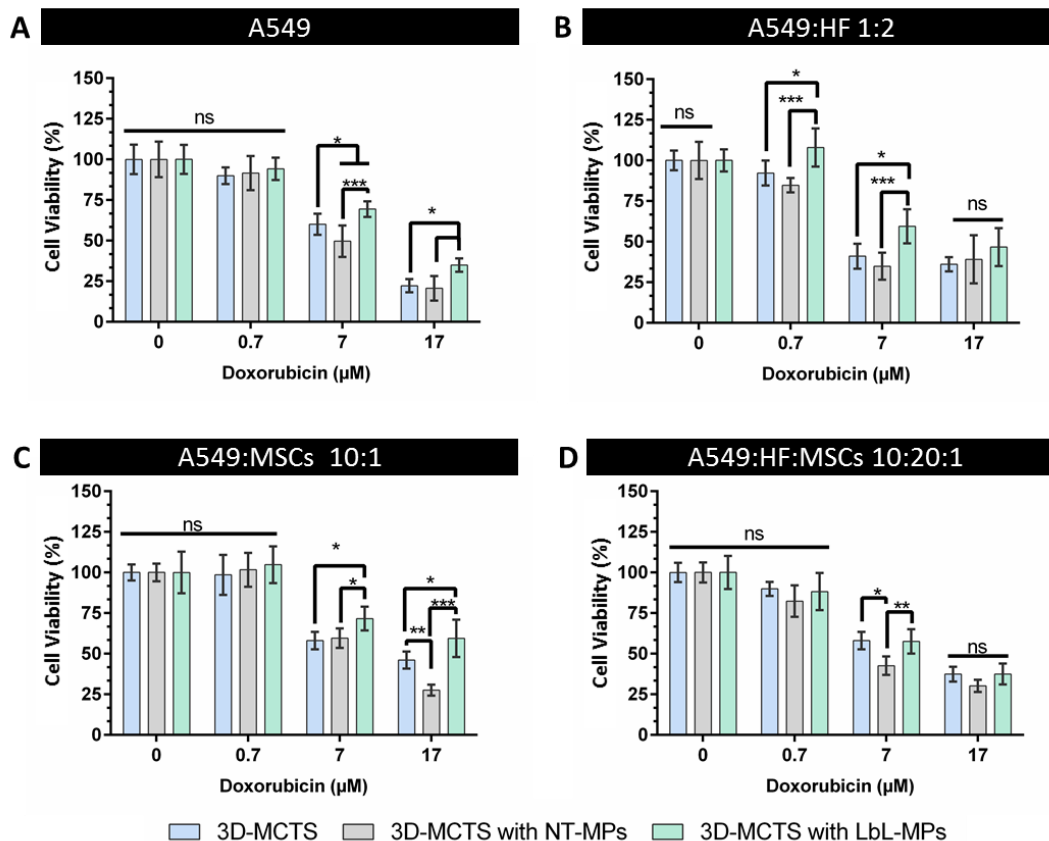 A
A549
Cell Viability (%)
150
125
100
75
50
25
0
ns
*
***
*
0 0.7 7 17
Doxorubicin (µM)
B
A549:HF 1:2
Cell Viability (%)
150
125
100
75
50
25
0
ns
*
***
*
***
ns
0 0.7 7 17
Doxorubicin (µM)
C
A549:MSCs 10:1
Cell Viability (%)
150
125
100
75
50
25
0
ns
*
*
*
***
**
0 0.7 7 17
Doxorubicin (µM)
D
A549:HF:MSCs 10:20:1
Cell Viability (%)
150
125
100
75
50
25
0
ns
*
**
ns
0 0.7 7 17
Doxorubicin (µM)
3D-MCTS 3D-MCTS with NT-MPs 3D-MCTS with LbL-MPs